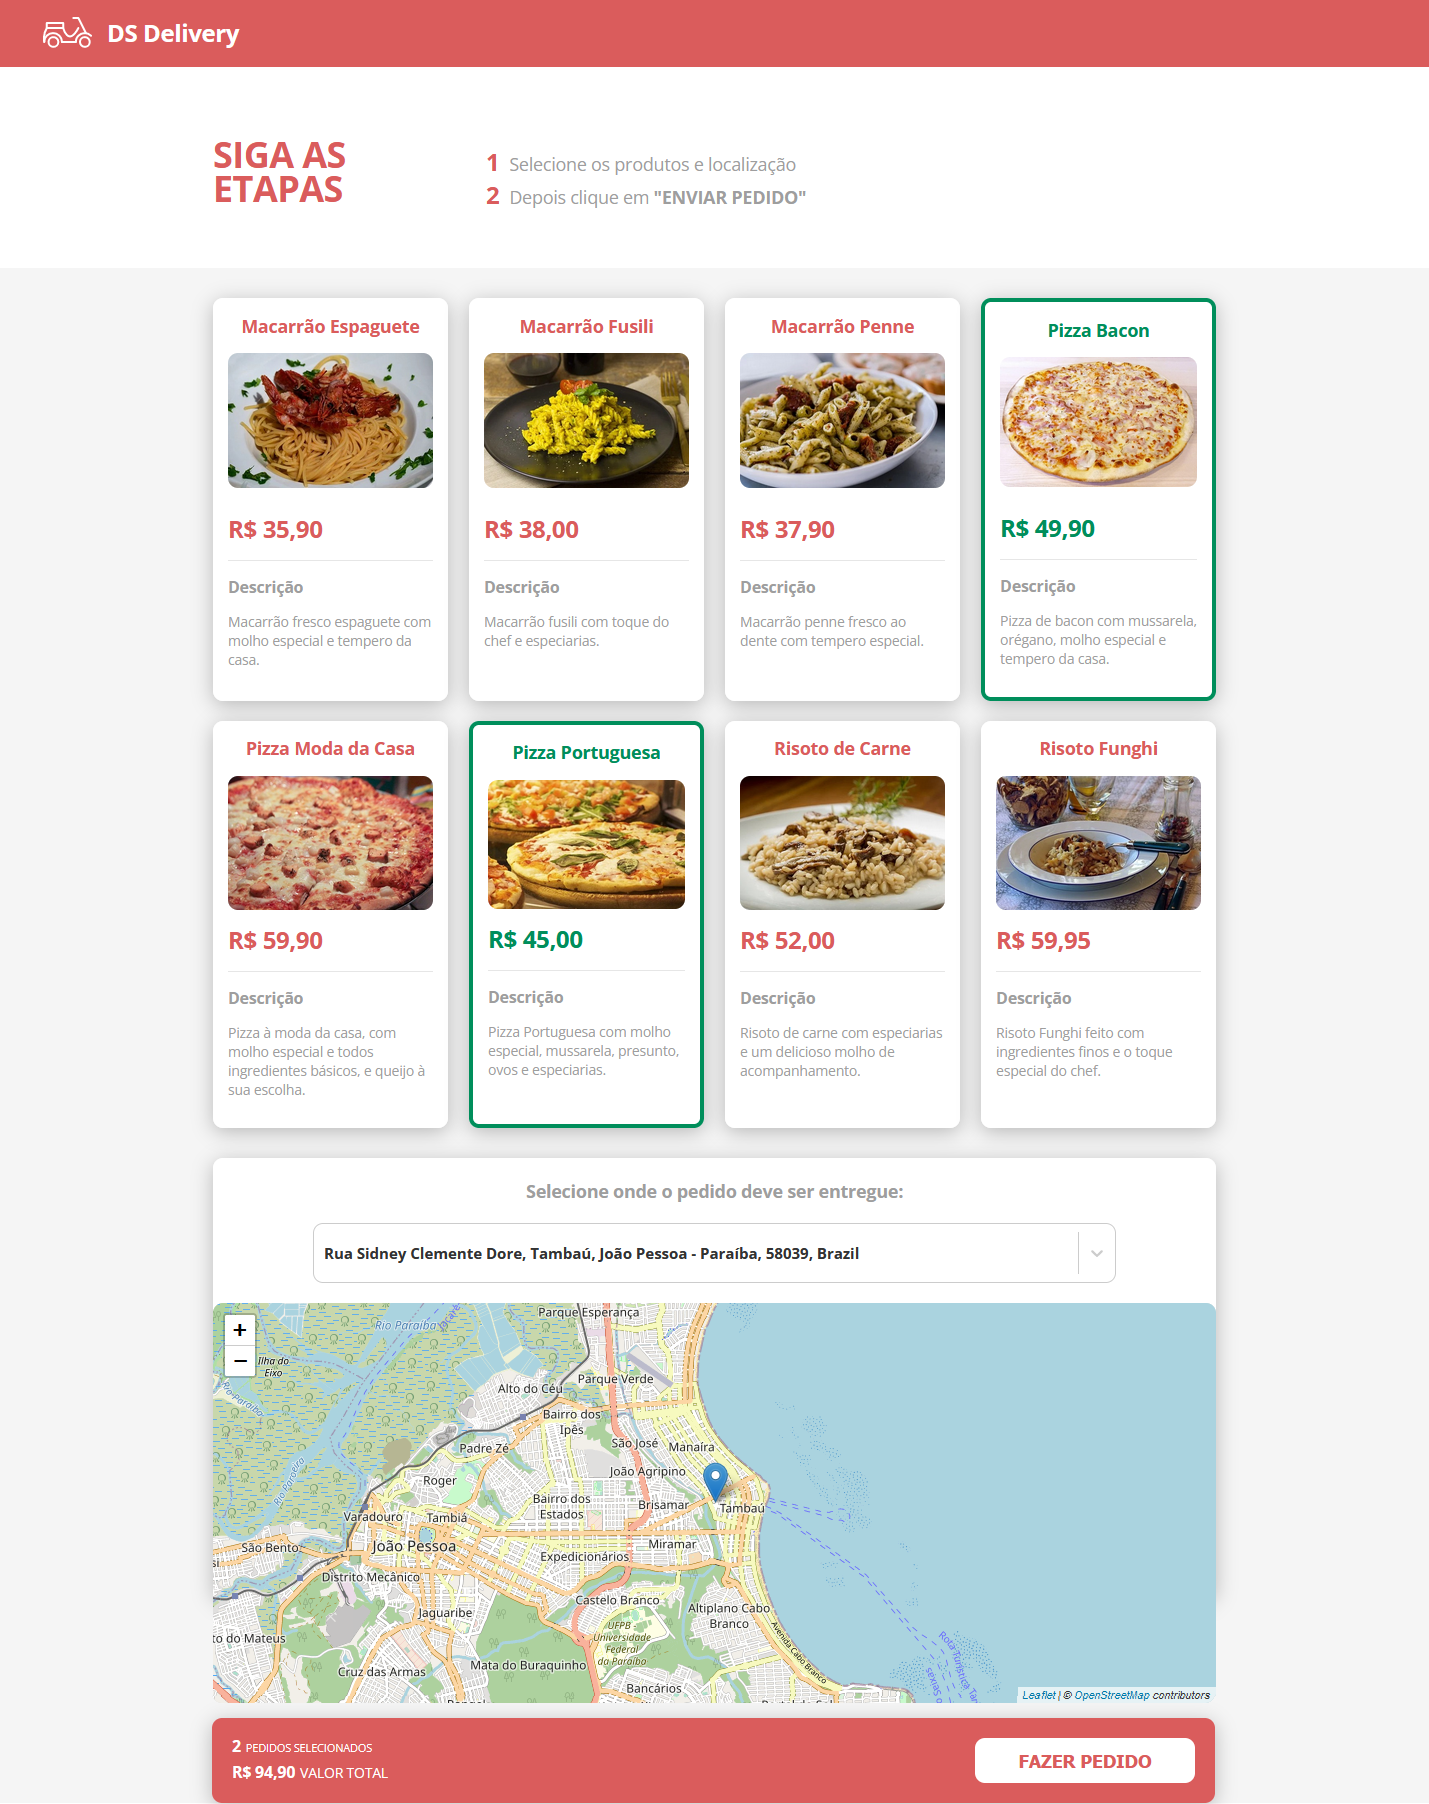 DS Delivery
SIGA AS
ETAPAS
1 Selecione os produtos e localização
2 Depois clique em "ENVIAR PEDIDO"
Macarrão Espaguete
R$ 35,90
Descrição
Macarrão fresco espaguete com
molho especial e tempero da
casa.
Macarrão Fusili
R$ 38,00
Descrição
Macarrão fusili com toque do
chef e especiarias.
Macarrão Penne
R$ 37,90
Descrição
Macarrão penne fresco ao
dente com tempero especial.
Pizza Bacon
R$ 49,90
Descrição
Pizza de bacon com mussarela,
orégano, molho especial e
tempero da casa.
Pizza Moda da Casa
R$ 59,90
Descrição
Pizza à moda da casa, com
molho especial e todos
ingredientes básicos, e queijo à
sua escolha.
Pizza Portuguesa
R$ 45,00
Descrição
Pizza Portuguesa com molho
especial, mussarela, presunto,
ovos e especiarias.
Risoto de Carne
R$ 52,00
Descrição
Risoto de carne com especiarias
e um delicioso molho de
acompanhamento.
Risoto Funghi
R$ 59,95
Descrição
Risoto Funghi feito com
ingredientes finos e o toque
especial do chef.
Selecione onde o pedido deve ser entregue:
Rua Sidney Clemente Dore, Tambaú, João Pessoa - Paraíba, 58039, Brazil
+
−
Parque Esperança
Rio Paraíba
Ilha do
Eixo
Rio Paraíba
Parque Verde
Alto do Céu
Bairro dos
Ipês
São José
Manaíra
Padre Zé
João Agripino
Roger
Rio Paroeira
Bairro dos
Estados
Brisamar
Tambaú
Varadouro
Tambiá
São Bento
João Pessoa
Miramar
Expedicionários
Distrito Mecânico
Castelo Branco
Altiplano Cabo
Branco
Jaguaribe
UFPB
Universidade
Federal
da Paraíba
Avenida Cabo Branco
to do Mateus
Mata do Buraquinho
Cruz das Armas
Bancários
Rota Turística
Seixas
Leaflet | © OpenStreetMap contributors
2 PEDIDOS SELECIONADOS
R$ 94,90 VALOR TOTAL
FAZER PEDIDO